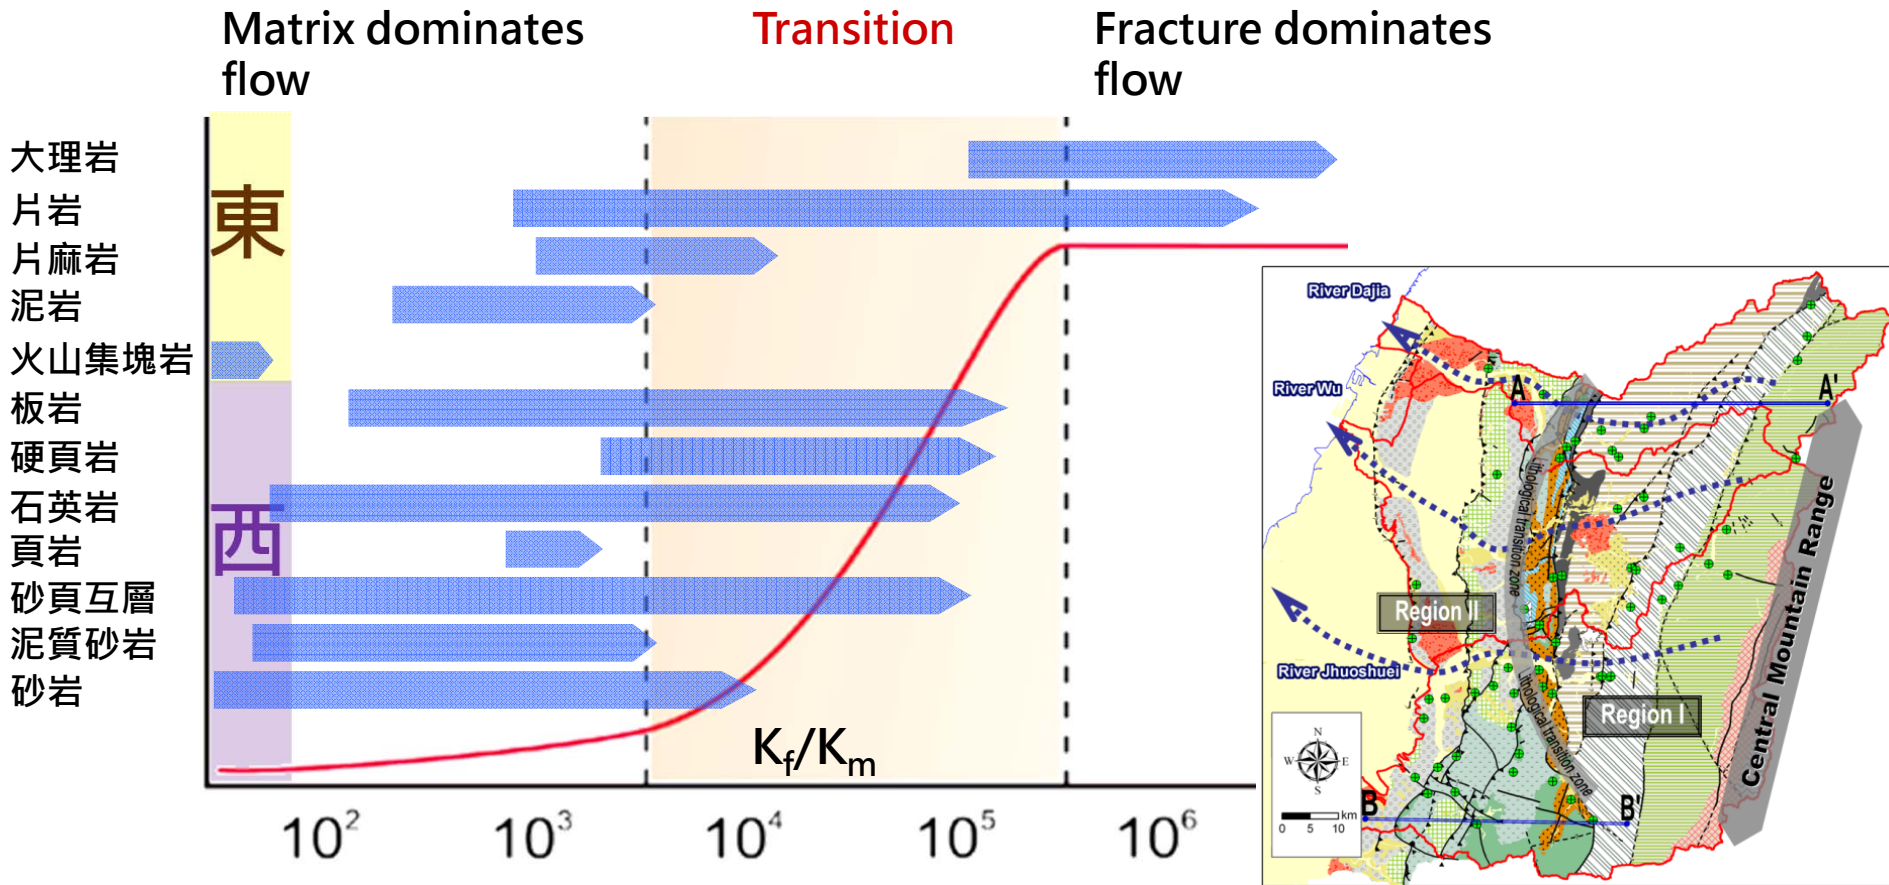 Matrix dominates
flow
Transition
Fracture dominates
flow
大理岩
片岩
片麻岩
泥岩
火山集塊岩
板岩
硬頁岩
石英岩
頁岩
砂頁互層
泥質砂岩
砂岩
東
西
K_f/K_m
10²
10³
10⁴
10⁵
10⁶
River Dajia
River Wu
River Jhuoshuei
A
A'
B
B'
Lithological transition zone
Lithological transition zone
Region II
Region I
Central Mountain Range
N
W
E
S
km
0 5 10